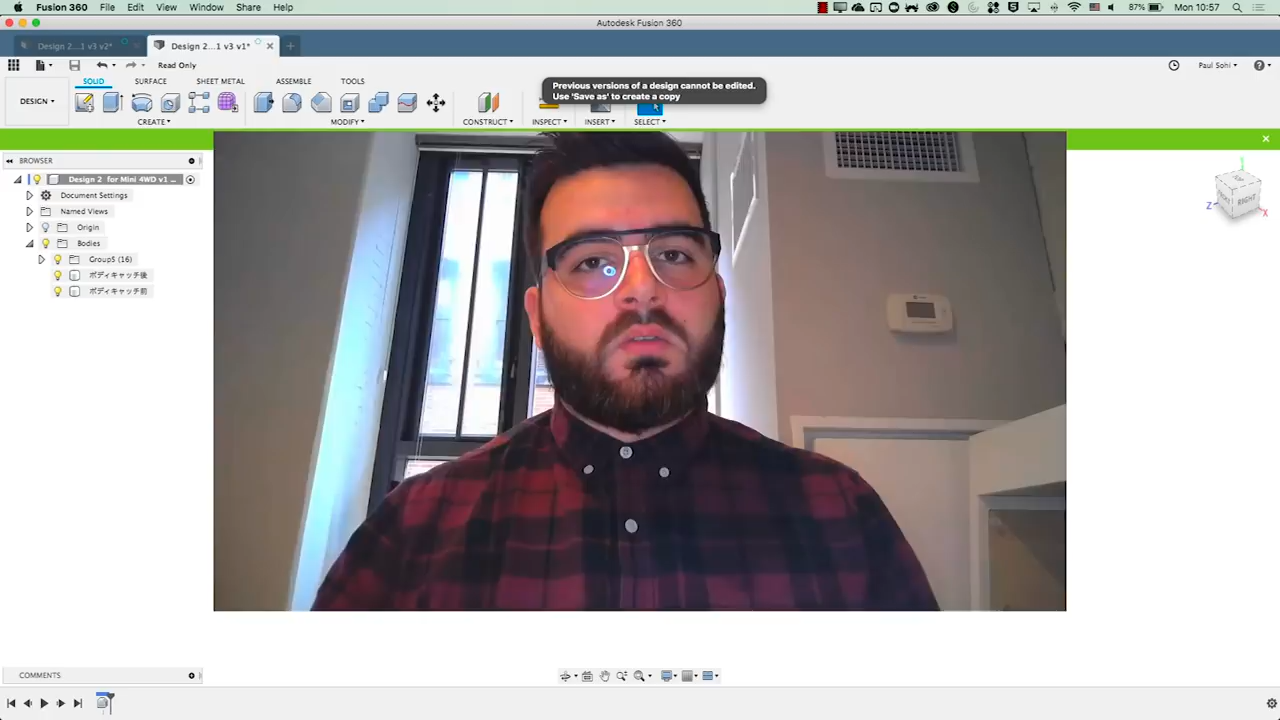 Fusion 360 File Edit View Window Share Help
87% Mon 10:57
Autodesk Fusion 360
Design 2...1 v3 v2*
Design 2...1 v3 v1*
Read Only
Paul Sohi
SOLID SURFACE SHEET METAL ASSEMBLE TOOLS
Previous versions of a design cannot be edited.
Use 'Save as' to create a copy
DESIGN
CREATE MODIFY CONSTRUCT INSPECT INSERT SELECT
BROWSER
Design 2 for Mini 4WD v1 ...
Document Settings
Named Views
Origin
Bodies
Group5 (16)
ボディキャッチ後
ボディキャッチ前
RIGHT
Z
X
COMMENTS